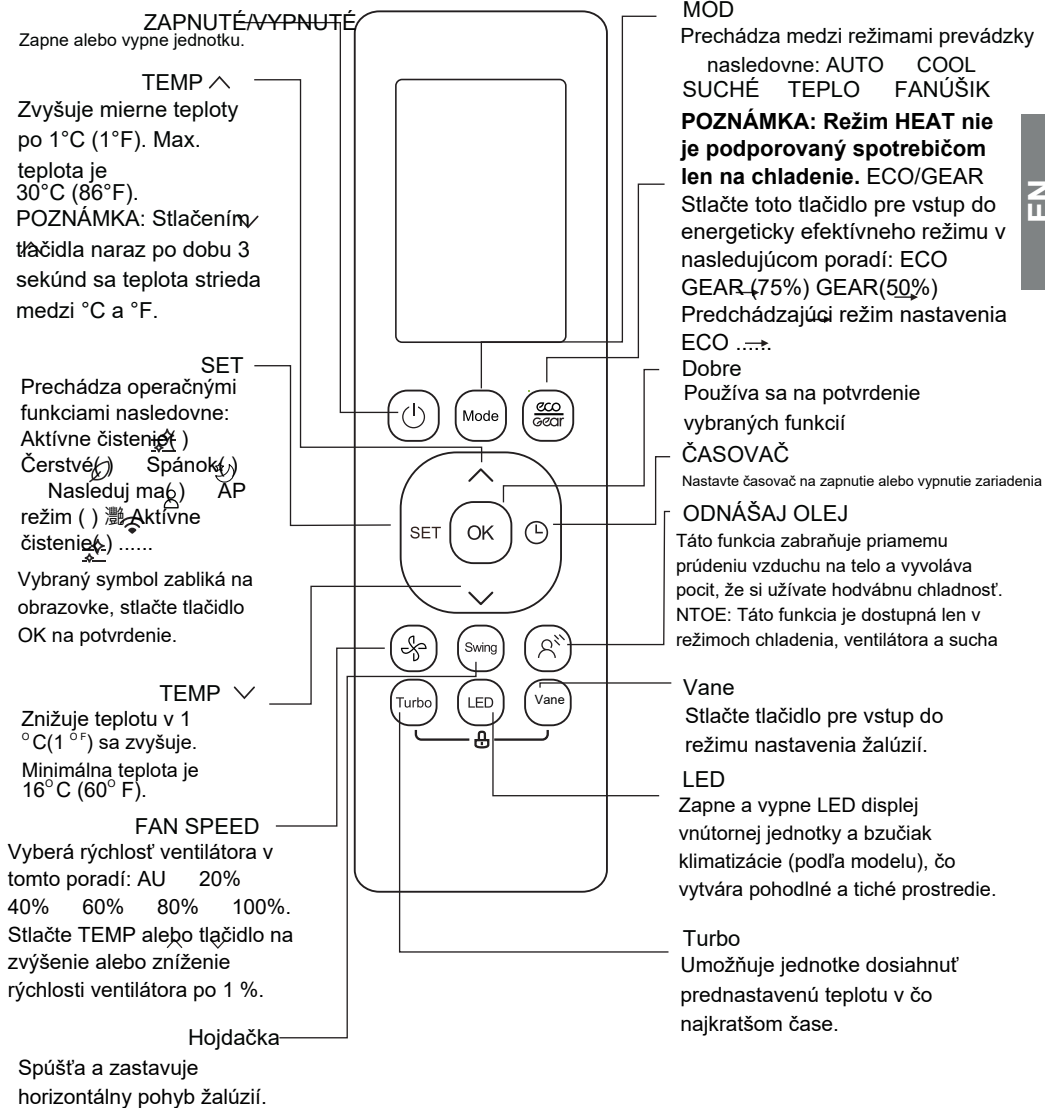 ZAPNUTÉ/VYPNUTÉ
Zapne alebo vypne jednotku.
TEMP
Zvyšuje mierne teploty
po 1°C (1°F). Max.
teplota je
30°C (86°F).
POZNÁMKA: Stlačením
tlačidla naraz po dobu 3
sekúnd sa teplota strieda
medzi °C a °F.
SET
Prechádza operačnými
funkciami nasledovne:
Aktívne čistenie( )
Čerstvé( ) Spánok( )
Nasleduj ma( ) AP
režim ( ) 灎 Aktívne
čistenie( ) ......
Vybraný symbol zabliká na
obrazovke, stlačte tlačidlo
OK na potvrdenie.
TEMP
Znižuje teplotu v 1
°C(1 °F) sa zvyšuje.
Minimálna teplota je
16°C (60° F).
FAN SPEED
Vyberá rýchlosť ventilátora v
tomto poradí: AU 20%
40% 60% 80% 100%.
Stlačte TEMP alebo tlačidlo na
zvýšenie alebo zníženie
rýchlosti ventilátora po 1 %.
Hojdačka
Spúšťa a zastavuje
horizontálny pohyb žalúzií.
Mode
eco
Gear
SET
OK
Swing
Turbo
LED
Vane
MOD
Prechádza medzi režimami prevádzky
nasledovne: AUTO COOL
SUCHÉ TEPLO FANÚŠIK
POZNÁMKA: Režim HEAT nie
je podporovaný spotrebičom
len na chladenie. ECO/GEAR
Stlačte toto tlačidlo pre vstup do
energeticky efektívneho režimu v
nasledujúcom poradí: ECO
GEAR (75%) GEAR(50%)
Predchádzajúci režim nastavenia
ECO ......
Dobre
Používa sa na potvrdenie
vybraných funkcií
ČASOVAČ
Nastavte časovač na zapnutie alebo vypnutie zariadenia
ODNÁŠAJ OLEJ
Táto funkcia zabraňuje priamemu
prúdeniu vzduchu na telo a vyvoláva
pocit, že si užívate hodvábnu chladnosť.
NTOE: Táto funkcia je dostupná len v
režimoch chladenia, ventilátora a sucha
Vane
Stlačte tlačidlo pre vstup do
režimu nastavenia žalúzií.
LED
Zapne a vypne LED displej
vnútornej jednotky a bzučiak
klimatizácie (podľa modelu), čo
vytvára pohodlné a tiché prostredie.
Turbo
Umožňuje jednotke dosiahnuť
prednastavenú teplotu v čo
najkratšom čase.
EN